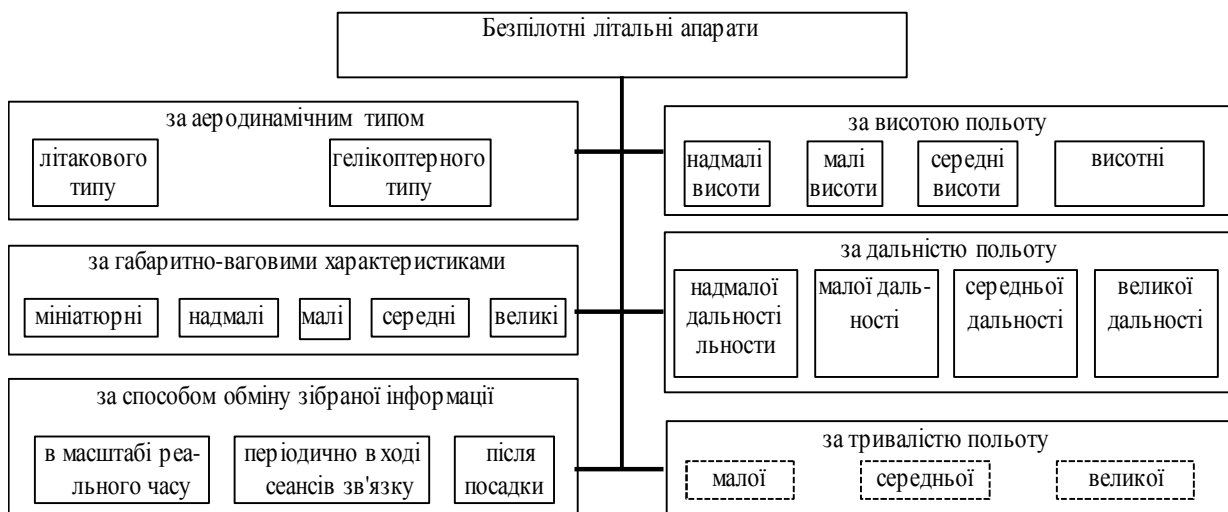 Безпілотні літальні апарати
за аеродинамічним типом
літакового
типу
гелікоптерного
типу
за висотою польоту
надмалі
висоти
малі
висоти
середні
висоти
висотні
за габаритно-ваговими характеристиками
мініатюрні
надмалі
малі
середні
великі
за дальністю польоту
надмалої
дальності
льности
малої даль-
ності
середньої
дальності
великої
дальності
за способом обміну зібраної інформації
в масштабі реа-
льного часу
періодично в ході
сеансів зв'язку
після
посадки
за тривалістю польоту
малої
середньої
великої